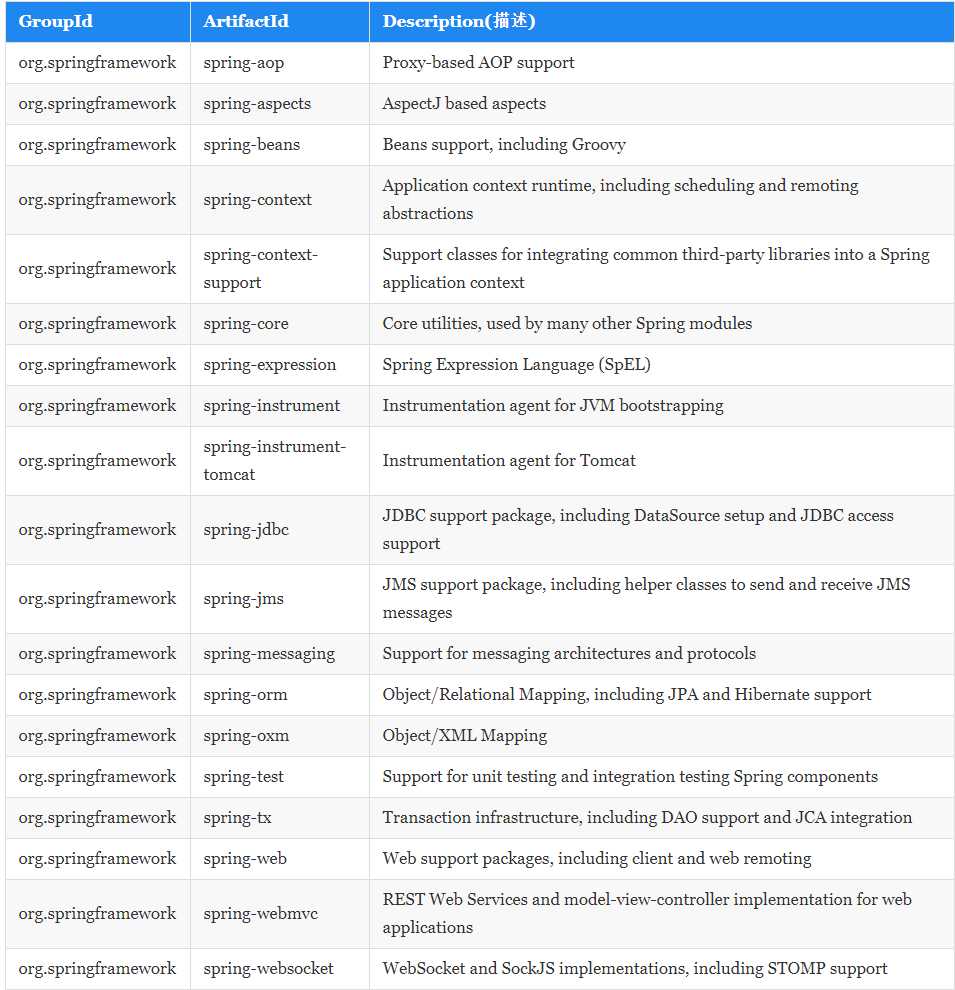 GroupId ArtifactId Description(描述)
org.springframework spring-aop Proxy-based AOP support
org.springframework spring-aspects AspectJ based aspects
org.springframework spring-beans Beans support, including Groovy
org.springframework spring-context Application context runtime, including scheduling and remoting
abstractions
org.springframework spring-context-
support Support classes for integrating common third-party libraries into a Spring
application context
org.springframework spring-core Core utilities, used by many other Spring modules
org.springframework spring-expression Spring Expression Language (SpEL)
org.springframework spring-instrument Instrumentation agent for JVM bootstrapping
org.springframework spring-instrument-
tomcat Instrumentation agent for Tomcat
org.springframework spring-jdbc JDBC support package, including DataSource setup and JDBC access
support
org.springframework spring-jms JMS support package, including helper classes to send and receive JMS
messages
org.springframework spring-messaging Support for messaging architectures and protocols
org.springframework spring-orm Object/Relational Mapping, including JPA and Hibernate support
org.springframework spring-oxm Object/XML Mapping
org.springframework spring-test Support for unit testing and integration testing Spring components
org.springframework spring-tx Transaction infrastructure, including DAO support and JCA integration
org.springframework spring-web Web support packages, including client and web remoting
org.springframework spring-webmvc REST Web Services and model-view-controller implementation for web
applications
org.springframework spring-websocket WebSocket and SockJS implementations, including STOMP support